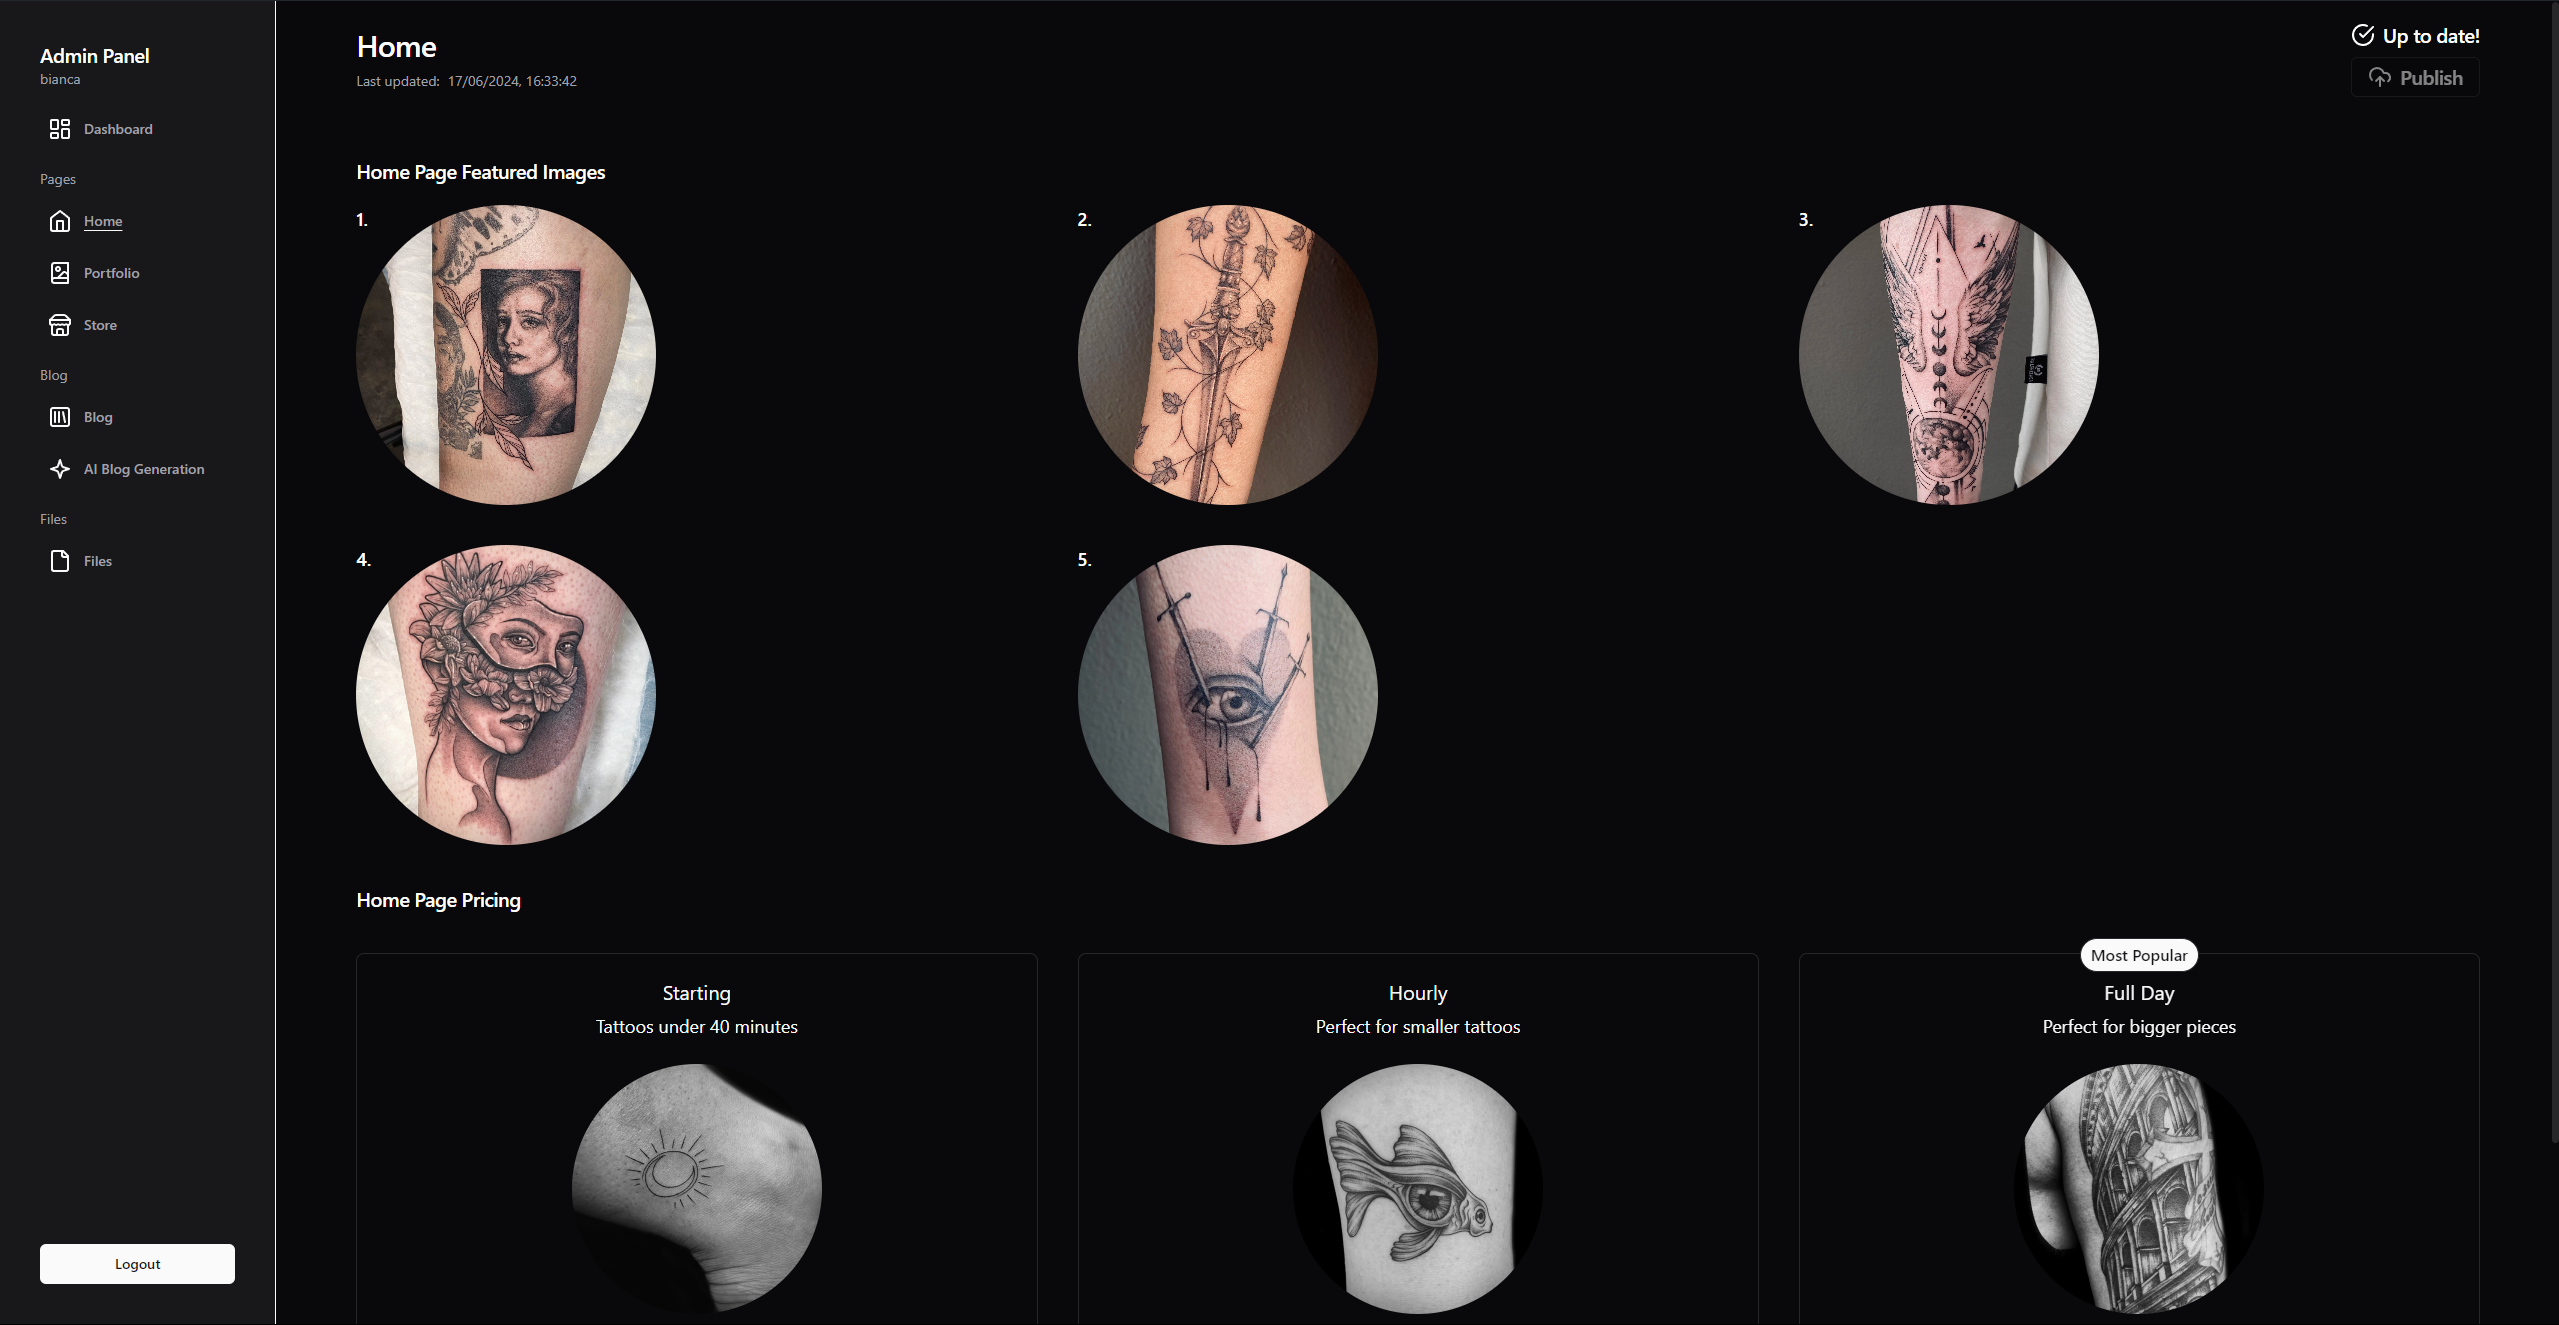 Admin Panel
bianca
Dashboard
Pages
Home
Portfolio
Store
Blog
Blog
AI Blog Generation
Files
Files
Logout
Home
Last updated: 17/06/2024, 16:33:42
Up to date!
Publish
Home Page Featured Images
1.
2.
3.
4.
5.
Home Page Pricing
Starting
Tattoos under 40 minutes
Hourly
Perfect for smaller tattoos
Most Popular
Full Day
Perfect for bigger pieces